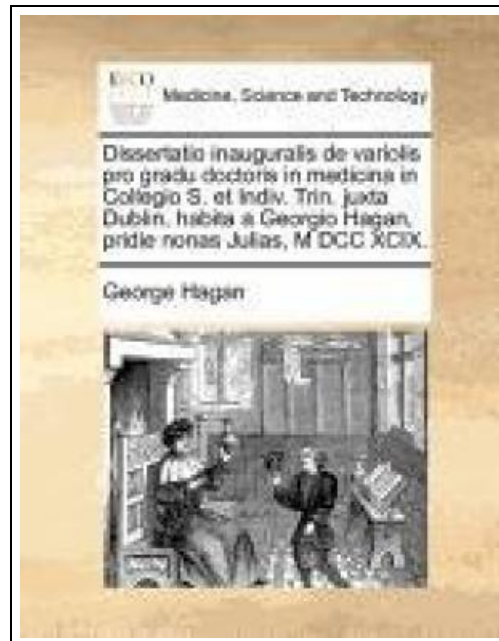 ECCO
Medicine, Science and Technology
Dissertatio inauguralis de variolis
pro gradu doctoris in medicina in
Collegio S. et Indiv. Trin. juxta
Dublin, habita a Georgio Hagan,
pridie nonas Julias, M DCC XCIX.
George Hagan